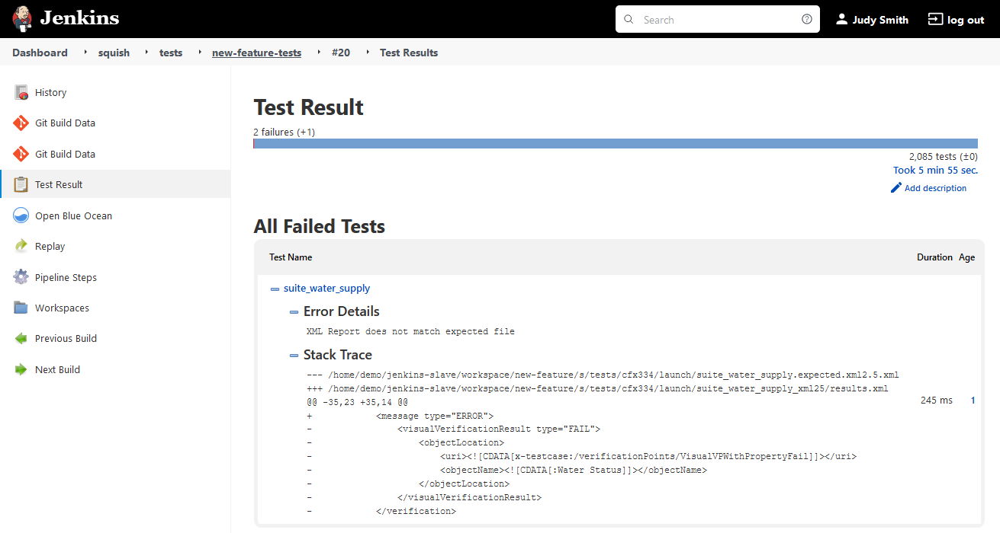 Jenkins
Search
Judy Smith
log out
Dashboard squish tests new-feature-tests #20 Test Results
History
Git Build Data
Git Build Data
Test Result
Open Blue Ocean
Replay
Pipeline Steps
Workspaces
Previous Build
Next Build
Test Result
2 failures (+1)
2,085 tests (±0)
Took 5 min 55 sec.
Add description
All Failed Tests
Test Name Duration Age
suite_water_supply
Error Details
XML Report does not match expected file
Stack Trace
--- /home/demo/jenkins-slave/workspace/new-feature/s/tests/cfx334/launch/suite_water_supply.expected.xml2.5.xml
+++ /home/demo/jenkins-slave/workspace/new-feature/s/tests/cfx334/launch/suite_water_supply_xml25/results.xml
@@ -35,23 +35,14 @@
+ <message type="ERROR">
- <visualVerificationResult type="FAIL">
- <objectLocation>
- <uri><![CDATA[x-testcase:/verificationPoints/VisualVPWithPropertyFail]]></uri>
- <objectName><![CDATA[:Water Status]]></objectName>
- </objectLocation>
- </visualVerificationResult>
- </verification>
245 ms 1